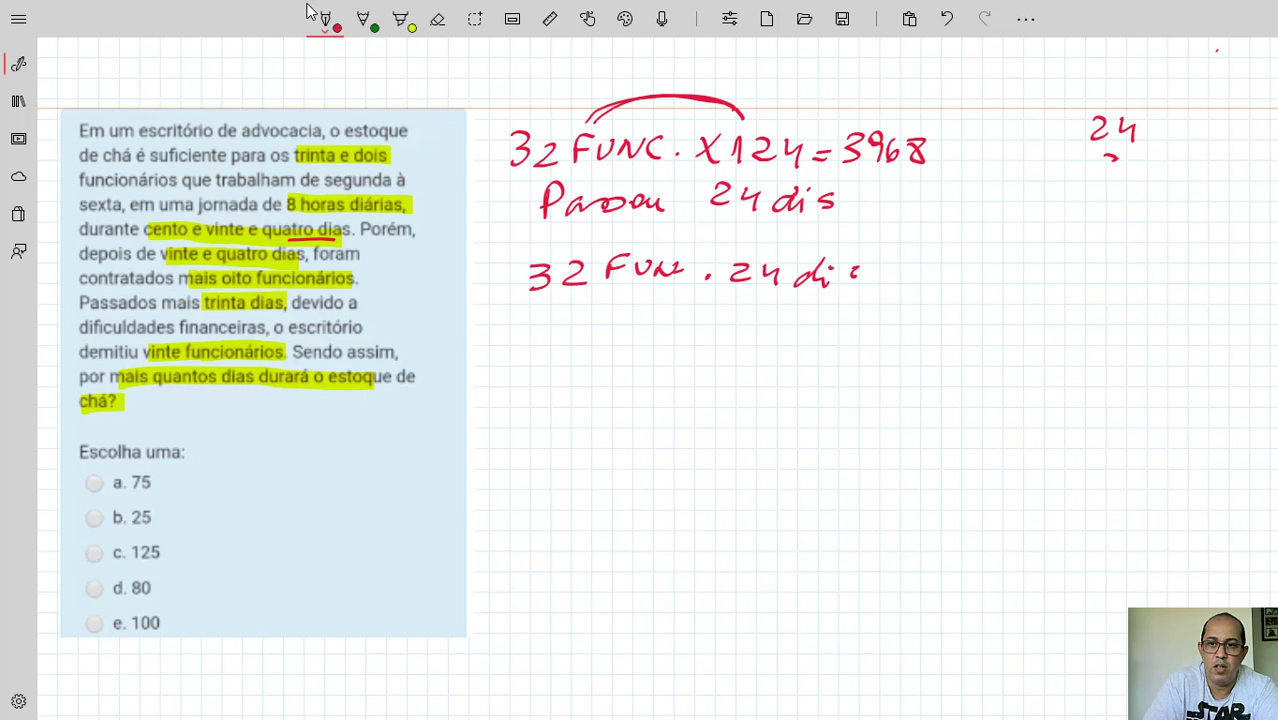 Em um escritório de advocacia, o estoque
de chá é suficiente para os trinta e dois
funcionários que trabalham de segunda à
sexta, em uma jornada de 8 horas diárias,
durante cento e vinte e quatro dias. Porém,
depois de vinte e quatro dias, foram
contratados mais oito funcionários.
Passados mais trinta dias, devido a
dificuldades financeiras, o escritório
demitiu vinte funcionários. Sendo assim,
por mais quantos dias durará o estoque de
chá?
Escolha uma:
a. 75
b. 25
c. 125
d. 80
e. 100
32 FUNC. X 124 = 3968
Passou 24 dis
32 FUN . 24 di
24
STAR